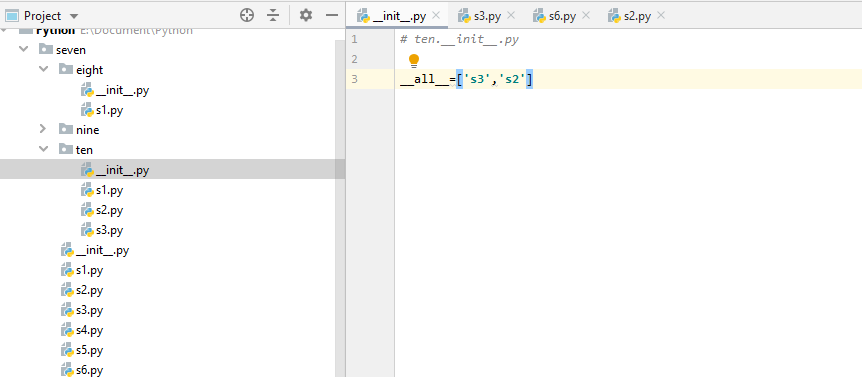 Project
__init__.py
s3.py
s6.py
s2.py
Python E:\Document\Python
seven
eight
__init__.py
s1.py
nine
ten
__init__.py
s1.py
s2.py
s3.py
__init__.py
s1.py
s2.py
s3.py
s4.py
s5.py
s6.py
1 # ten.__init__.py
2
3 __all__=['s3','s2']